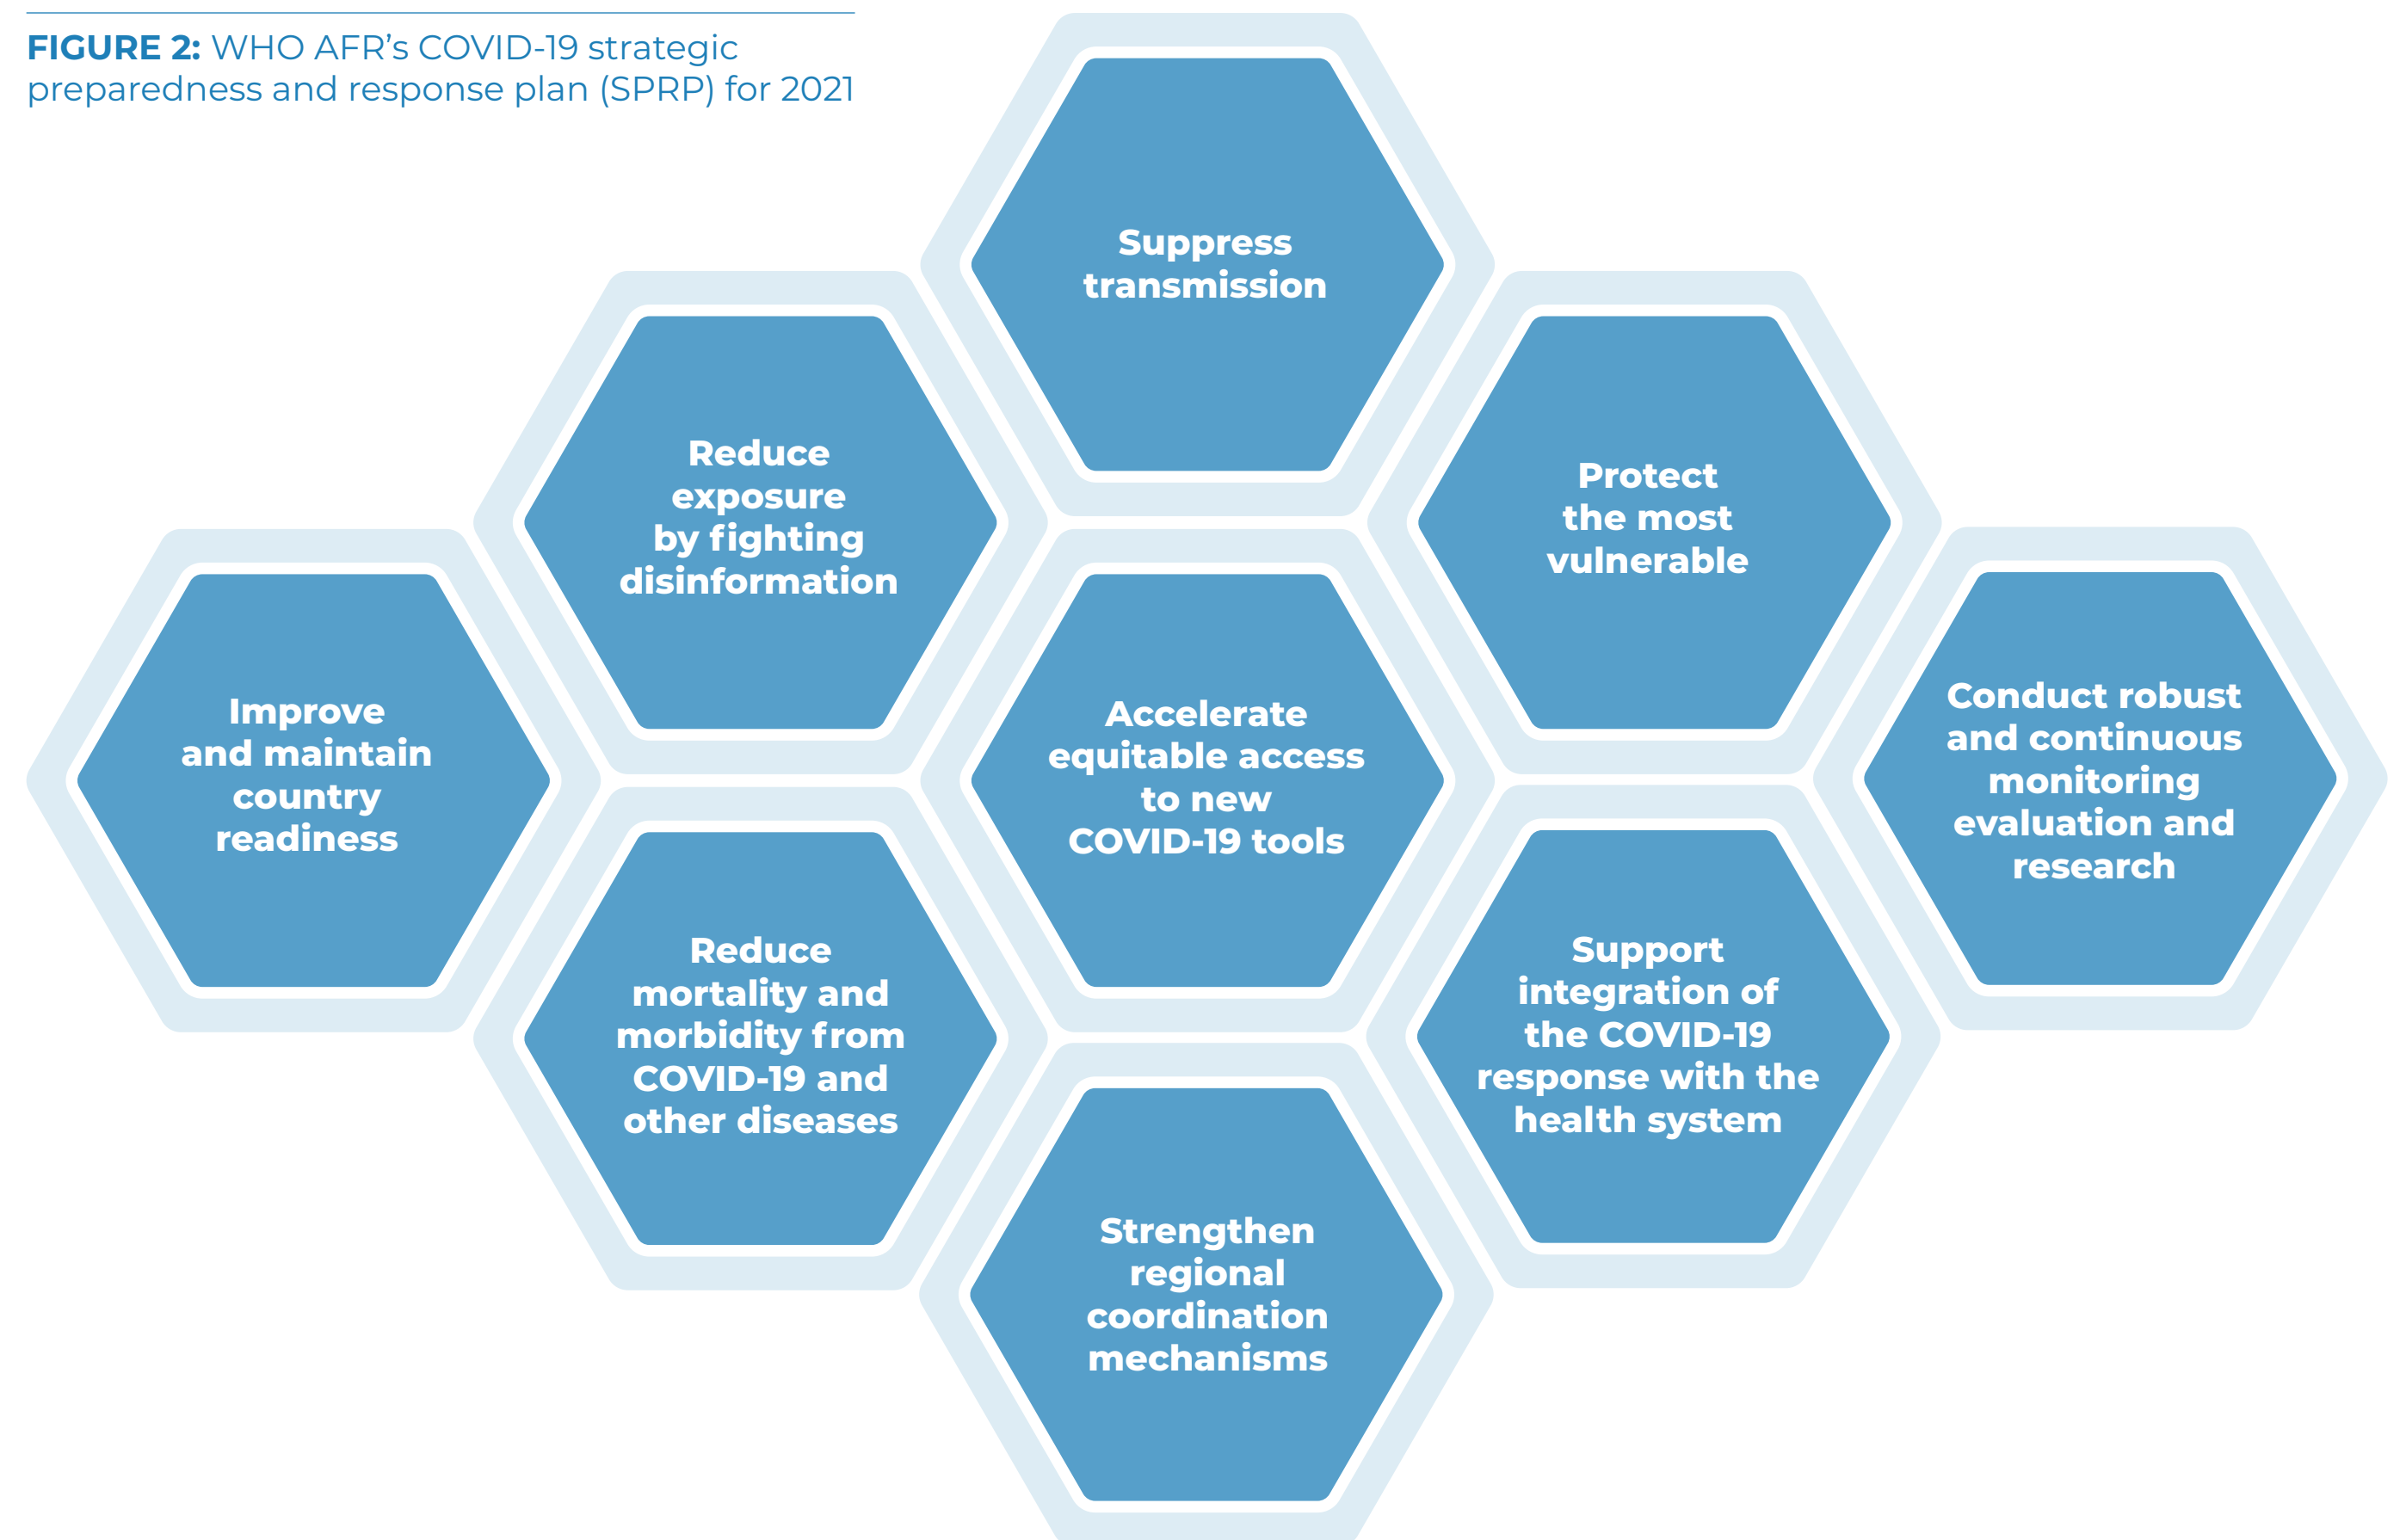 FIGURE 2: WHO AFR’s COVID-19 strategic
preparedness and response plan (SPRP) for 2021
Suppress
transmission
Reduce
exposure
by fighting
disinformation
Protect
the most
vulnerable
Improve
and maintain
country
readiness
Accelerate
equitable access
to new
COVID-19 tools
Conduct robust
and continuous
monitoring
evaluation and
research
Reduce
mortality and
morbidity from
COVID-19 and
other diseases
Support
integration of
the COVID-19
response with the
health system
Strengthen
regional
coordination
mechanisms